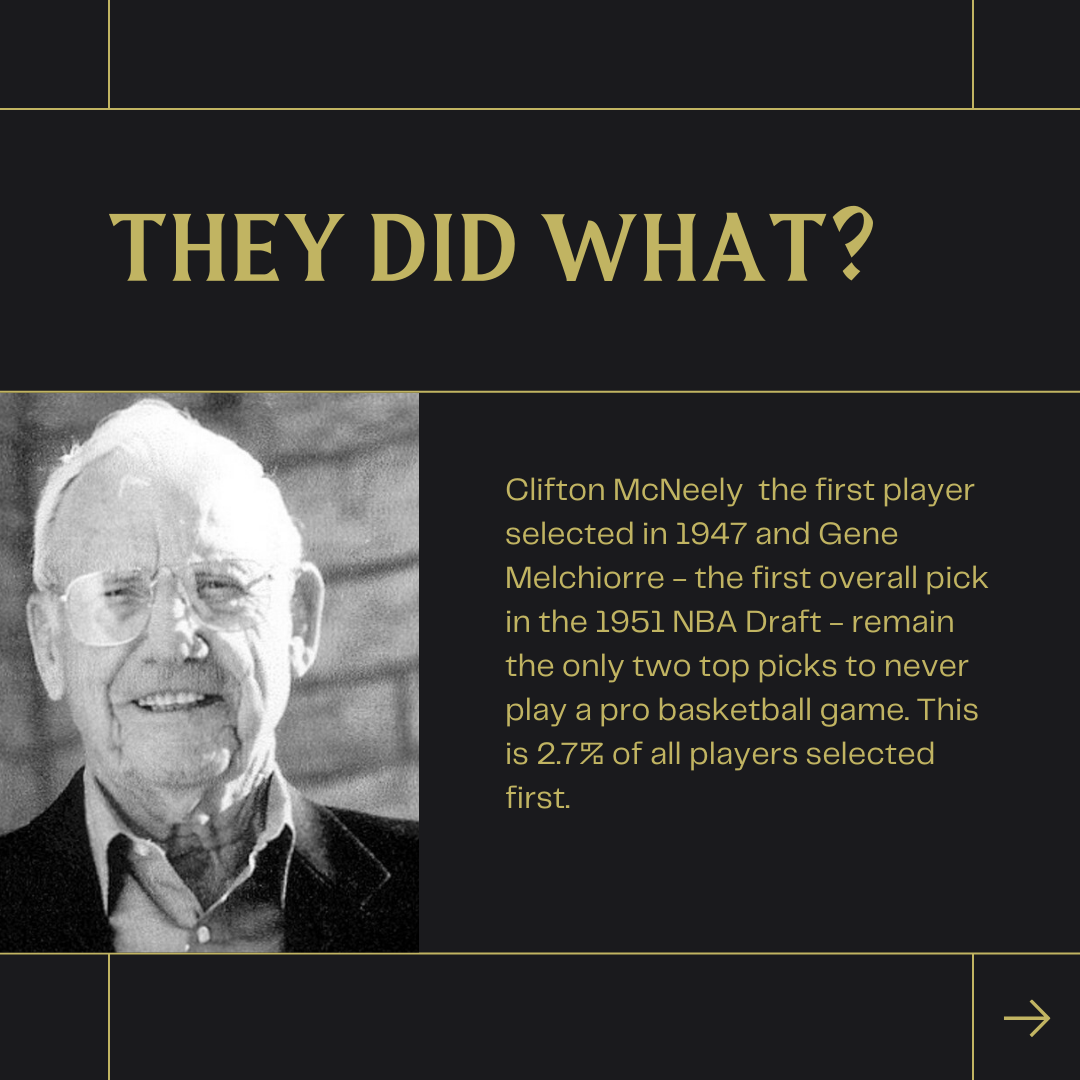 THEY DID WHAT?
Clifton McNeely  the first player
selected in 1947 and Gene
Melchiorre – the first overall pick
in the 1951 NBA Draft – remain
the only two top picks to never
play a pro basketball game. This
is 2.7% of all players selected
first.